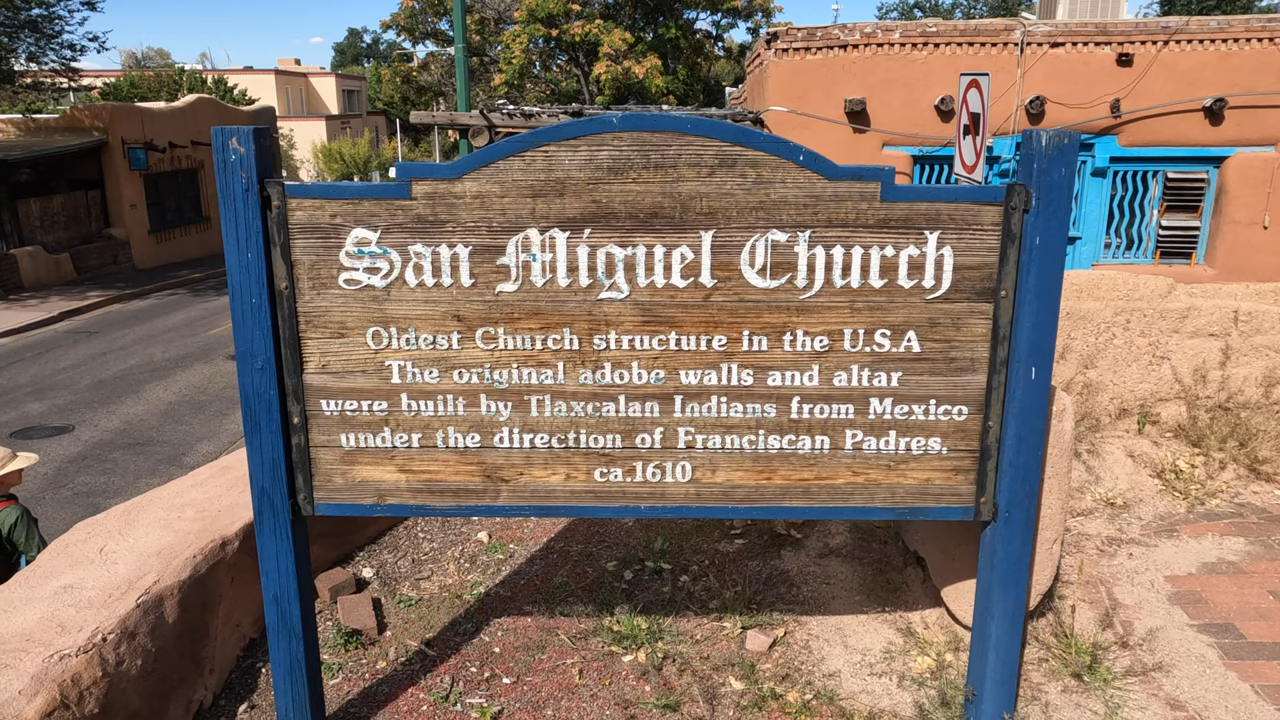 San Miguel Church
Oldest Church structure in the U.S.A
The original adobe walls and altar
were built by Tlaxcalan Indians from Mexico
under the direction of Franciscan Padres.
ca.1610